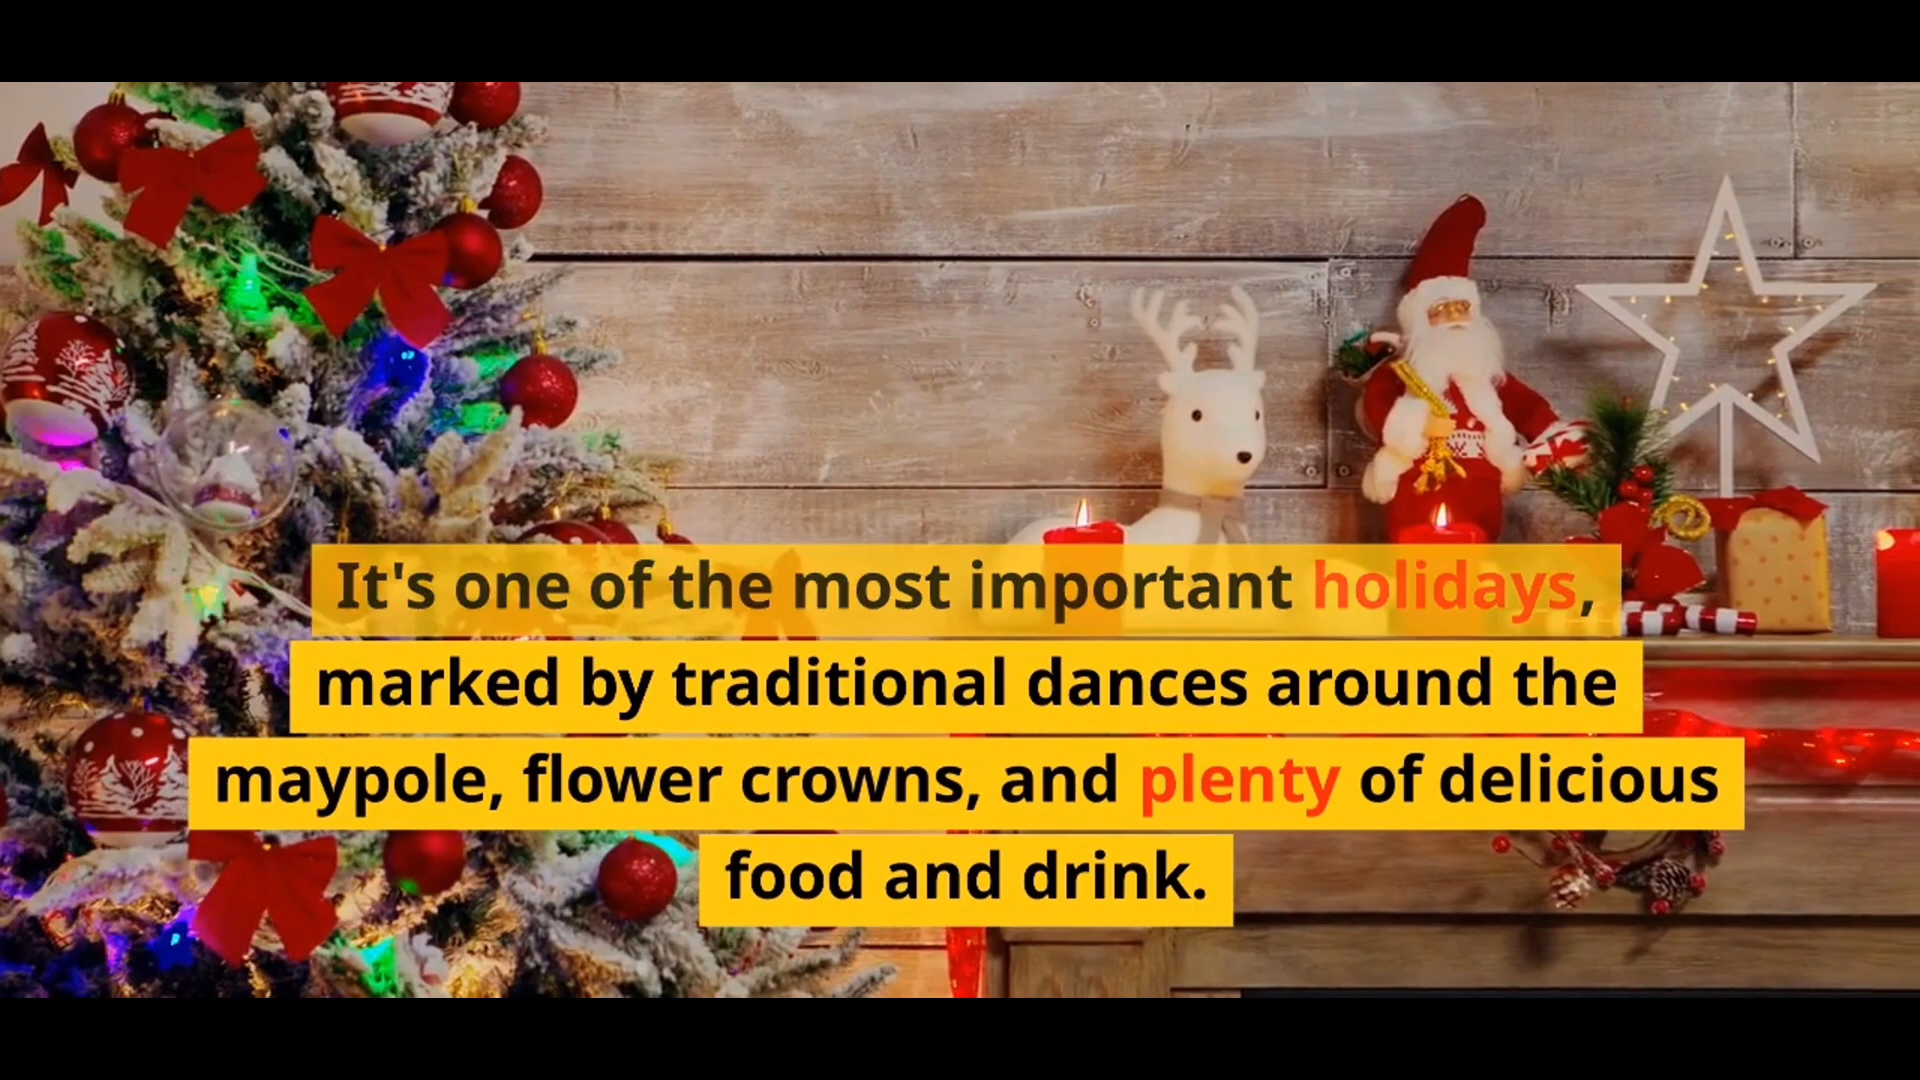 It's one of the most important holidays,
marked by traditional dances around the
maypole, flower crowns, and plenty of delicious
food and drink.